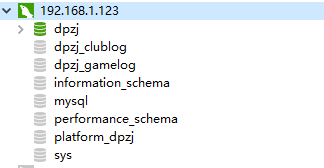 192.168.1.123
dpzj
dpzj_clublog
dpzj_gamelog
information_schema
mysql
performance_schema
platform_dpzj
sys